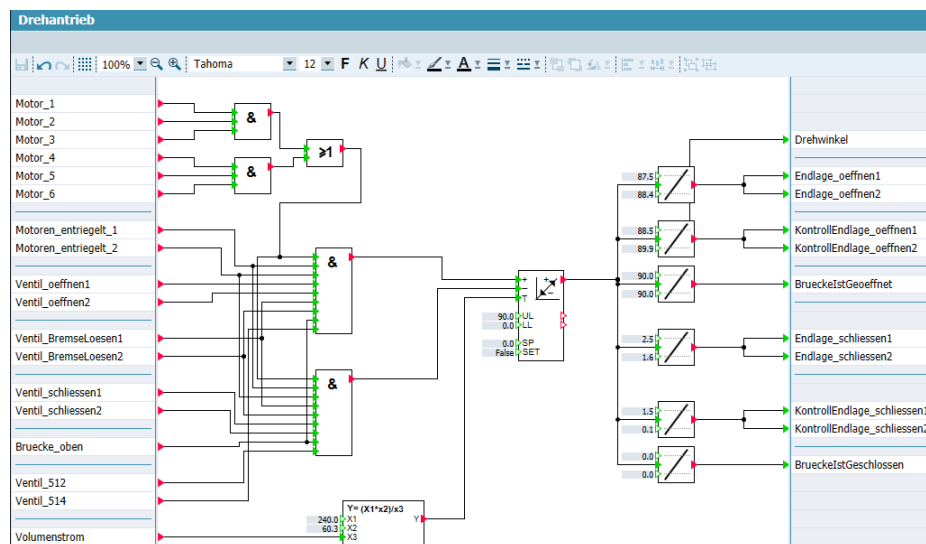 Drehantrieb
100% Tahoma 12 F K U A
Motor_1
Motor_2
Motor_3
Motor_4
Motor_5
Motor_6
Motoren_entriegelt_1
Motoren_entriegelt_2
Ventil_oeffnen1
Ventil_oeffnen2
Ventil_BremseLoesen1
Ventil_BremseLoesen2
Ventil_schliessen1
Ventil_schliessen2
Bruecke_oben
Ventil_512
Ventil_514
Volumenstrom
&
&
≥1
&
&
Y= (X1*x2)/x3
240.0 X1 Y
60.3 X2
X3
+
-
T
90.0 UL
0.0 LL
0.0 SP
False SET
87.5
88.4
88.5
89.9
90.0
90.0
2.5
1.6
1.5
0.1
0.0
0.0
Drehwinkel
Endlage_oeffnen1
Endlage_oeffnen2
KontrollEndlage_oeffnen1
KontrollEndlage_oeffnen2
BrueckeIstGeoeffnet
Endlage_schliessen1
Endlage_schliessen2
KontrollEndlage_schliessen1
KontrollEndlage_schliessen2
BrueckeIstGeschlossen